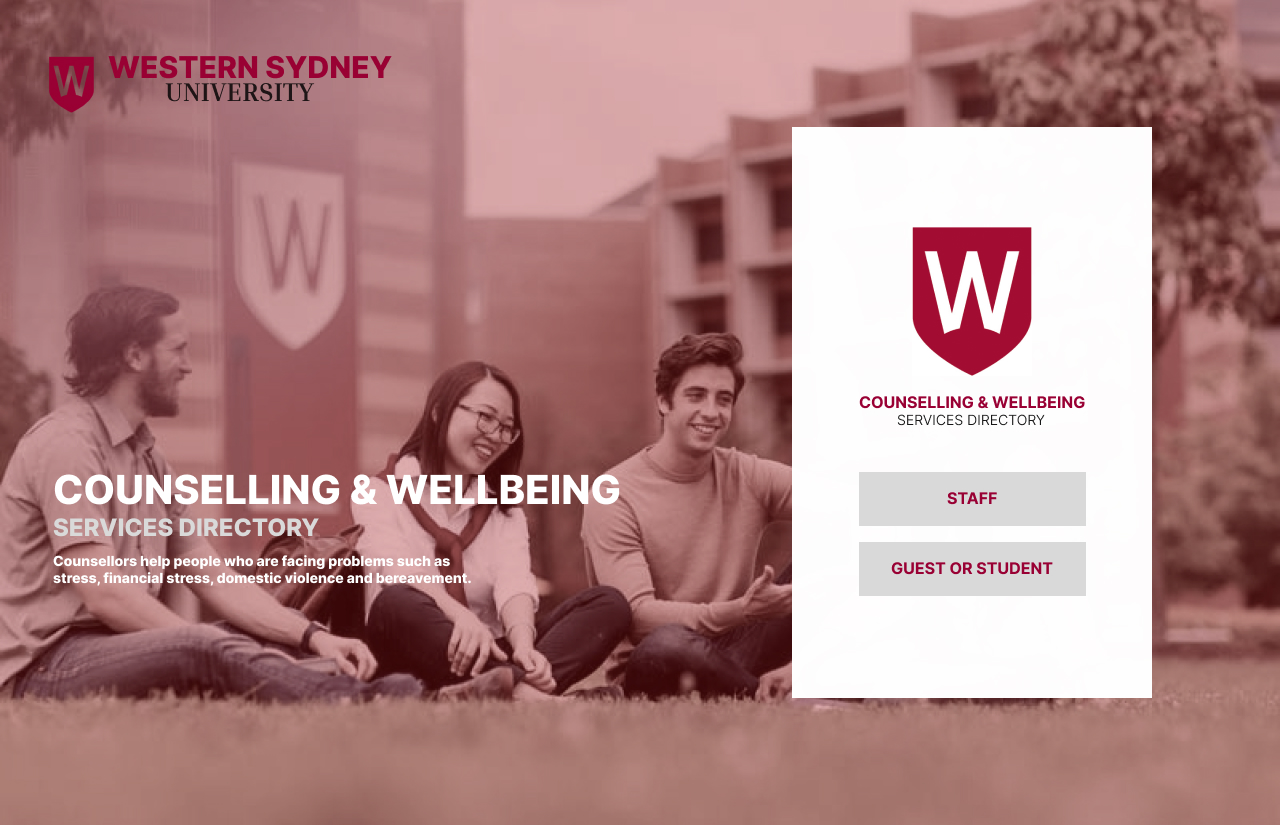 W
WESTERN SYDNEY
UNIVERSITY
W
COUNSELLING & WELLBEING
SERVICES DIRECTORY
Counsellors help people who are facing problems such as
stress, financial stress, domestic violence and bereavement.
W
COUNSELLING & WELLBEING
SERVICES DIRECTORY
STAFF
GUEST OR STUDENT